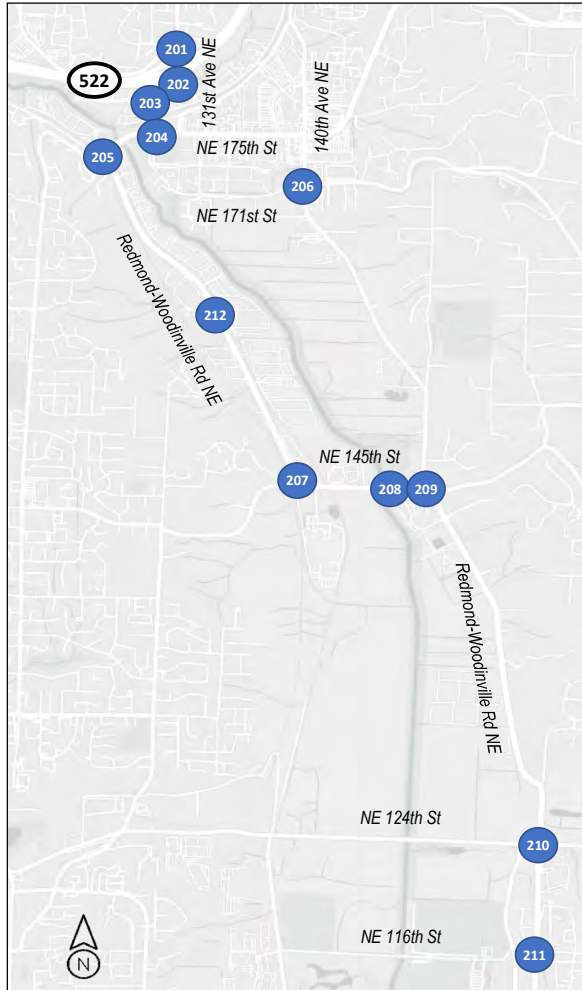 201
131st Ave NE
522
202
203
140th Ave NE
204
NE 175th St
205
206
NE 171st St
Redmond-Woodinville Rd NE
212
NE 145th St
207
208
209
Redmond-Woodinville Rd NE
NE 124th St
210
NE 116th St
211
N